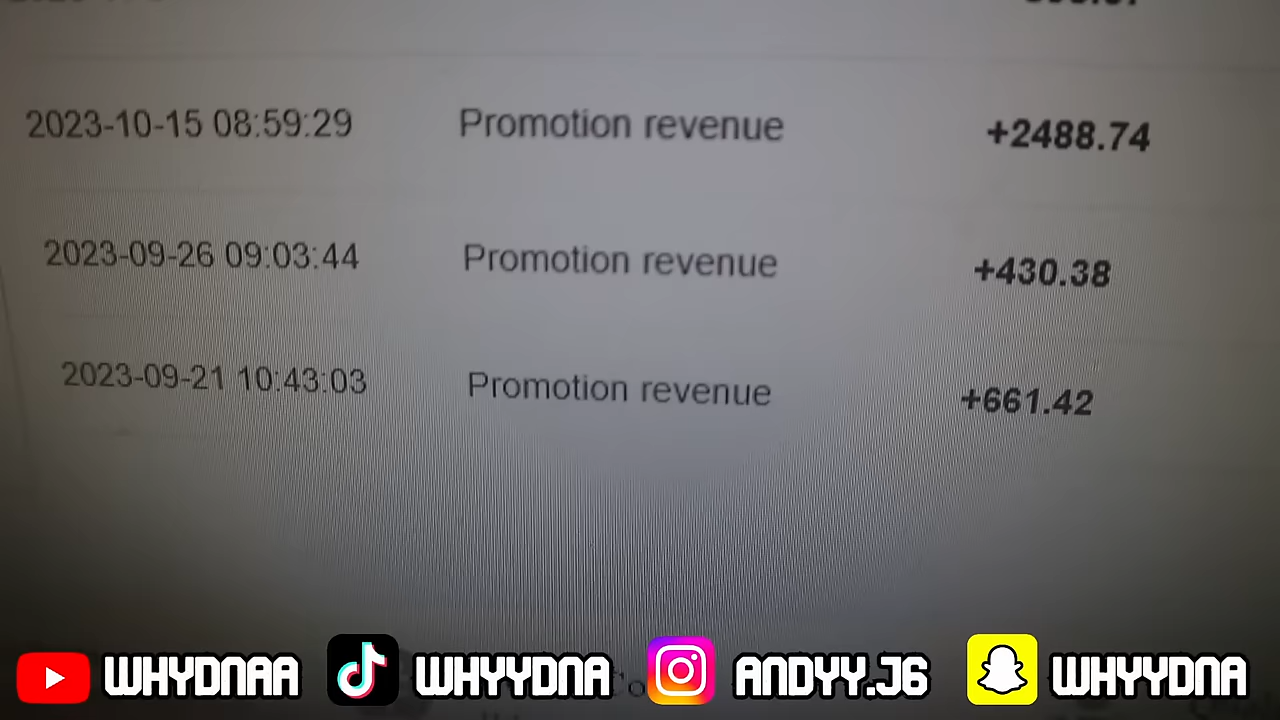 2023-10-15 08:59:29 Promotion revenue +2488.74
2023-09-26 09:03:44 Promotion revenue +430.38
2023-09-21 10:43:03 Promotion revenue +661.42
WHYDNAA WHYYDNA ANDYY.J6 WHYYDNA